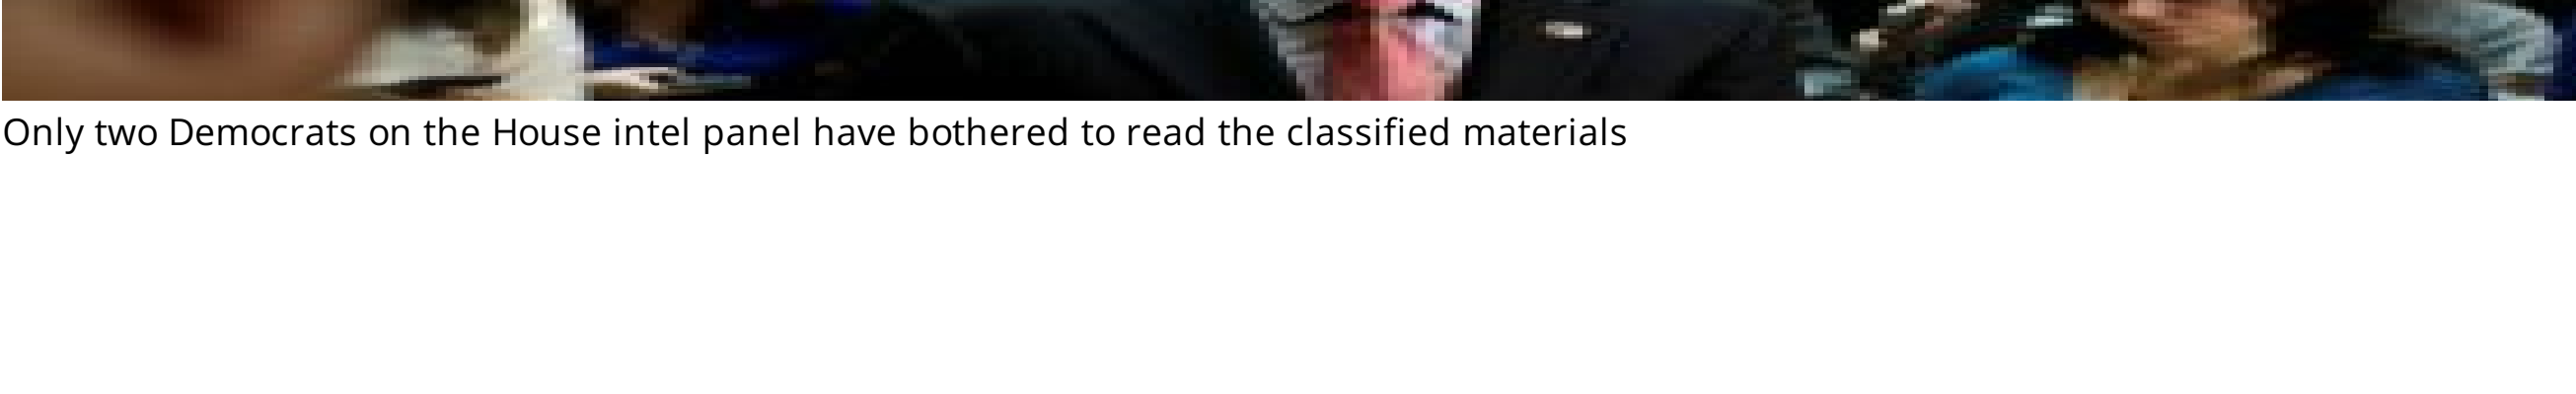 Only two Democrats on the House intel panel have bothered to read the classified materials